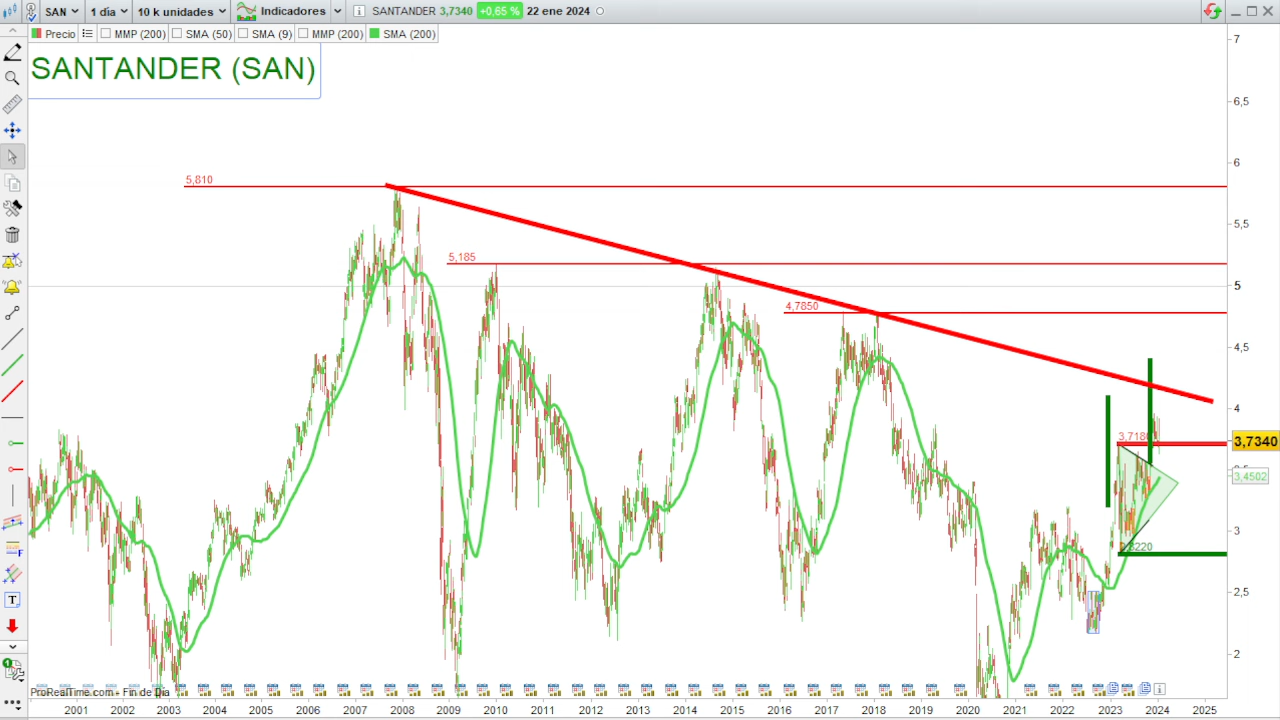 SAN 1 día 10 k unidades Indicadores SANTANDER 3,7340 +0,65 % 22 ene 2024
Precio MMP (200) SMA (50) SMA (9) MMP (200) SMA (200)
SANTANDER (SAN)
7
6,5
6
5,810
5,5
5,185
5
4,7850
4,5
4
3,718
3,7340
3,4502
3
2,8220
2,5
2
F
T
1
ProRealTime.com - Fin de Día
2001 2002 2003 2004 2005 2006 2007 2008 2009 2010 2011 2012 2013 2014 2015 2016 2017 2018 2019 2020 2021 2022 2023 2024 2025